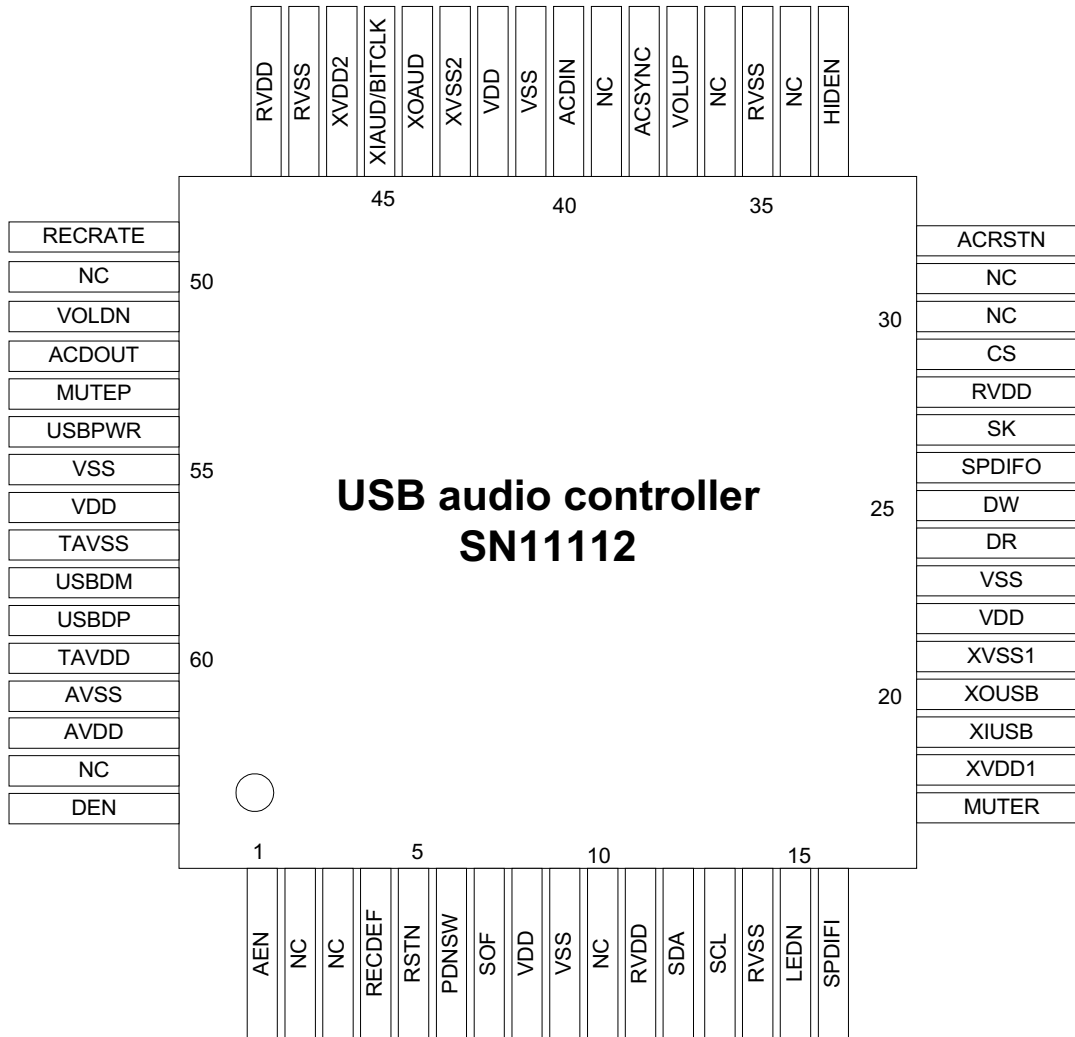 RVDD
RVSS
XVDD2
XIAUD/BITCLK
XOAUD
XVSS2
VDD
VSS
ACDIN
NC
ACSYNC
VOLUP
NC
RVSS
NC
HIDEN
45
40
35
RECRATE
NC
VOLDN
ACDOUT
MUTEP
USBPWR
VSS
VDD
TAVSS
USBDM
USBDP
TAVDD
AVSS
AVDD
NC
DEN
50
55
60
USB audio controller
SN11112
30
25
20
ACRSTN
NC
NC
CS
RVDD
SK
SPDIFO
DW
DR
VSS
VDD
XVSS1
XOUSB
XIUSB
XVDD1
MUTER
1
5
10
15
AEN
NC
NC
RECDEF
RSTN
PDNSW
SOF
VDD
VSS
NC
RVDD
SDA
SCL
RVSS
LEDN
SPDIFI